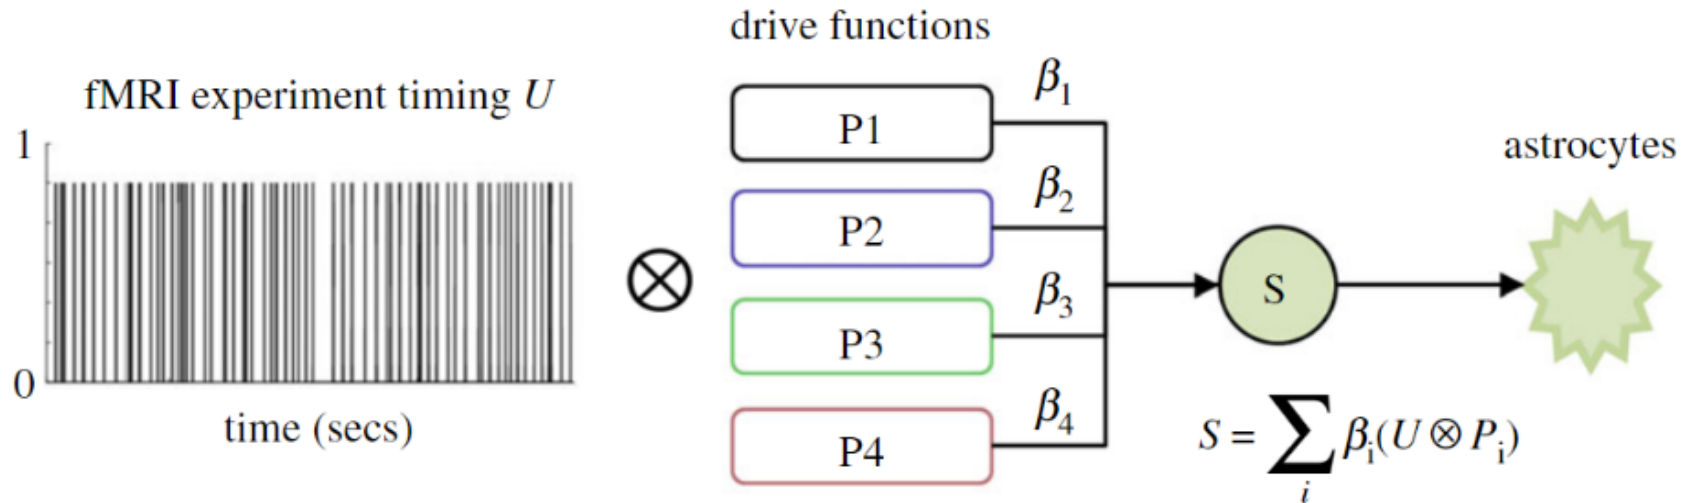 drive functions
fMRI experiment timing U
1
0
time (secs)
⊗
P1
β₁
P2
β₂
P3
β₃
P4
β₄
S
astrocytes
S = ∑ᵢ βᵢ(U ⊗ Pᵢ)